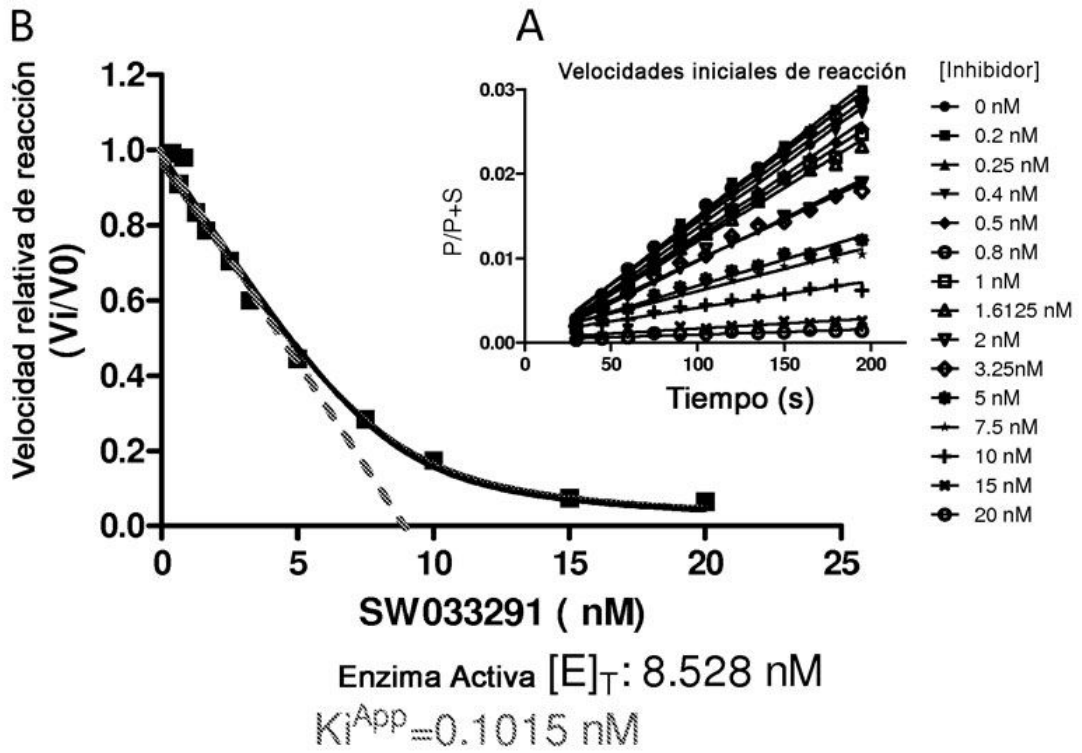 B
A
Velocidad relativa de reacción
(Vi/V0)
1.2
1.0
0.8
0.6
0.4
0.2
0.0
0
5
10
15
20
25
SW033291 ( nM)
Velocidades iniciales de reacción
P/P+S
0.03
0.02
0.01
0.00
0
50
100
150
200
Tiempo (s)
[Inhibidor]
0 nM
0.2 nM
0.25 nM
0.4 nM
0.5 nM
0.8 nM
1 nM
1.6125 nM
2 nM
3.25nM
5 nM
7.5 nM
10 nM
15 nM
20 nM
Enzima Activa [E]T: 8.528 nM
KiApp=0.1015 nM